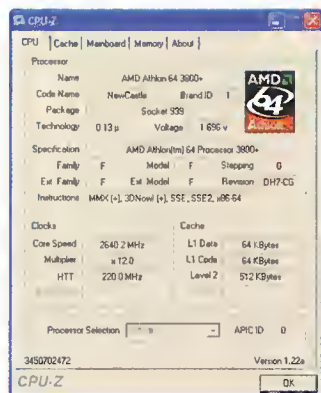 CPU-Z
CPU Cache Mainboard Memory About
Processor
Name AMD Athlon 64 3800+
Code Name NewCastle Brand ID 1
Package Socket 939
Technology 0.13 µ Voltage 1.696 v
AMD
64
Athlon
Specification AMD Athlon(tm) 64 Processor 3800+
Family F Model F Stepping 0
Ext. Family F Ext. Model F Revision DH7-CG
Instructions MMX (+), 3DNow! (+), SSE, SSE2, x86-64
Clocks
Core Speed 2640.2 MHz
Multiplier x 12.0
HTT 220.0 MHz
Cache
L1 Data 64 KBytes
L1 Code 64 KBytes
Level 2 512 KBytes
Processor Selection APIC ID 0
3450702472 Version 1.22a
CPU-Z OK